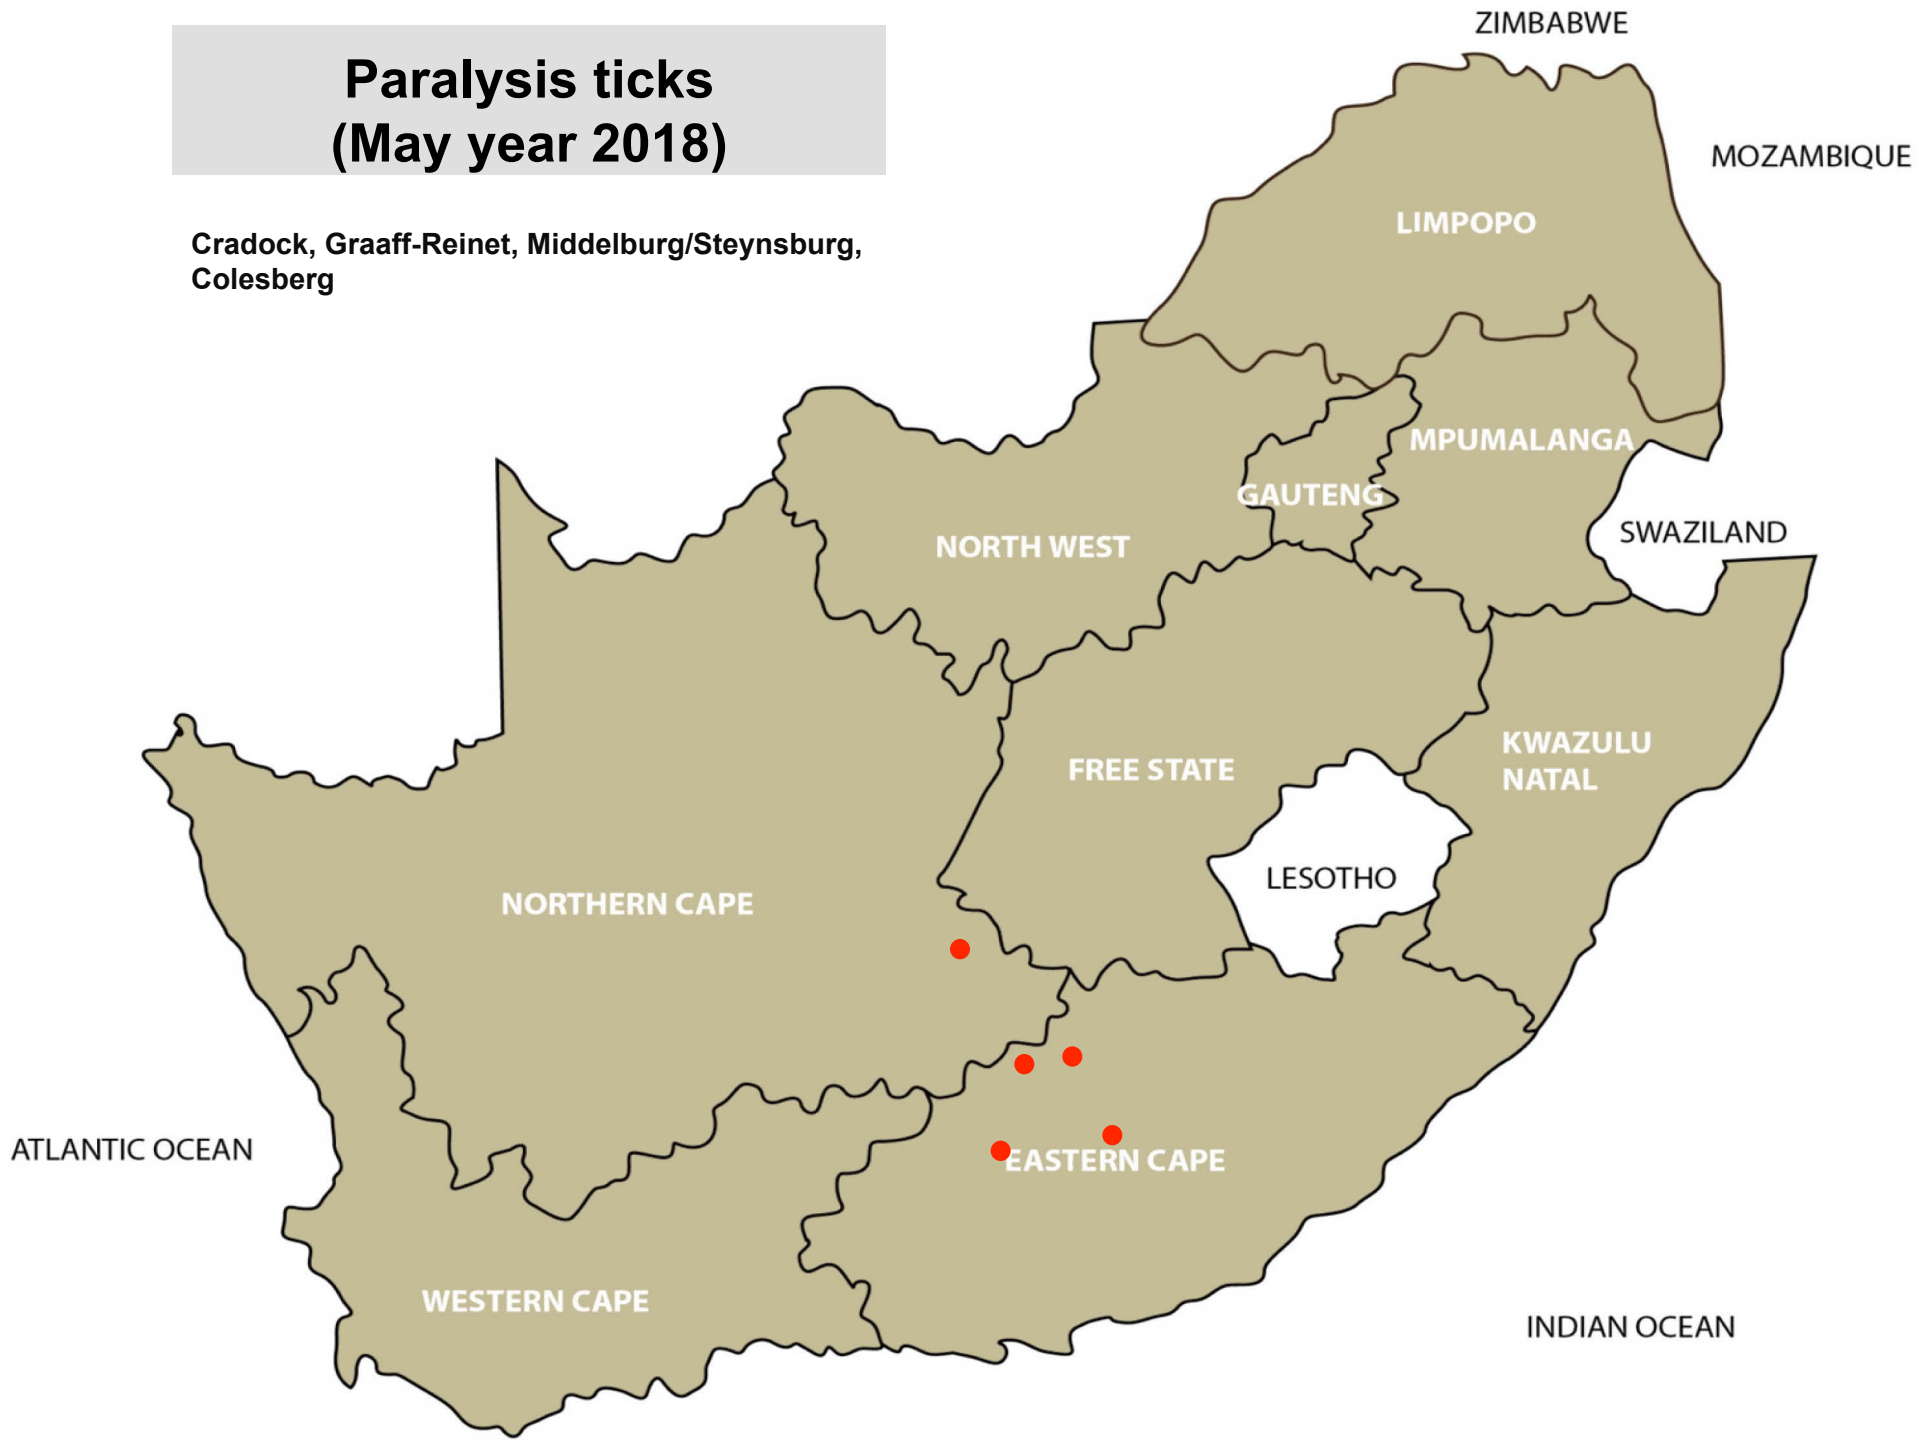 Paralysis ticks
(May year 2018)
Cradock, Graaff-Reinet, Middelburg/Steynsburg,
Colesberg
ZIMBABWE
MOZAMBIQUE
LIMPOPO
MPUMALANGA
GAUTENG
SWAZILAND
NORTH WEST
KWAZULU
NATAL
FREE STATE
LESOTHO
NORTHERN CAPE
ATLANTIC OCEAN
EASTERN CAPE
WESTERN CAPE
INDIAN OCEAN